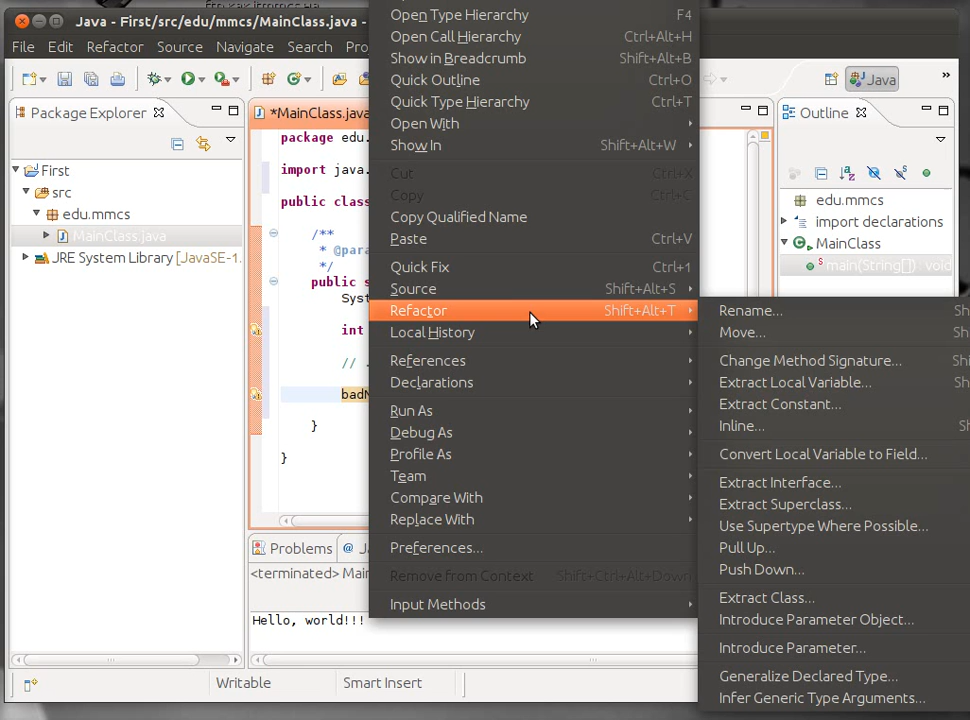 Java - First/src/edu/mmcs/MainClass.java
File Edit Refactor Source Navigate Search
Java
»
Package Explorer
First
src
edu.mmcs
MainClass.java
JRE System Library [JavaSE-1.
*MainClass.java
package edu.
import java.
public class
/**
* @para
*/
public s
Syst
int
// .
badN
}
}
Open Type Hierarchy F4
Open Call Hierarchy Ctrl+Alt+H
Show in Breadcrumb Shift+Alt+B
Quick Outline Ctrl+O
Quick Type Hierarchy Ctrl+T
Open With
Show In Shift+Alt+W
Cut Ctrl+X
Copy Ctrl+C
Copy Qualified Name
Paste Ctrl+V
Quick Fix Ctrl+1
Source Shift+Alt+S
Refactor Shift+Alt+T
Local History
References
Declarations
Run As
Debug As
Profile As
Team
Compare With
Replace With
Preferences...
Remove from Context Shift+Ctrl+Alt+Down
Input Methods
Rename...
Move...
Change Method Signature...
Extract Local Variable...
Extract Constant...
Inline...
Convert Local Variable to Field...
Extract Interface...
Extract Superclass...
Use Supertype Where Possible...
Pull Up...
Push Down...
Extract Class...
Introduce Parameter Object...
Introduce Parameter...
Generalize Declared Type...
Infer Generic Type Arguments...
Outline
edu.mmcs
import declarations
MainClass
main(String[]) : void
Problems @
<terminated> Mai
Hello, world!!!
Writable Smart Insert